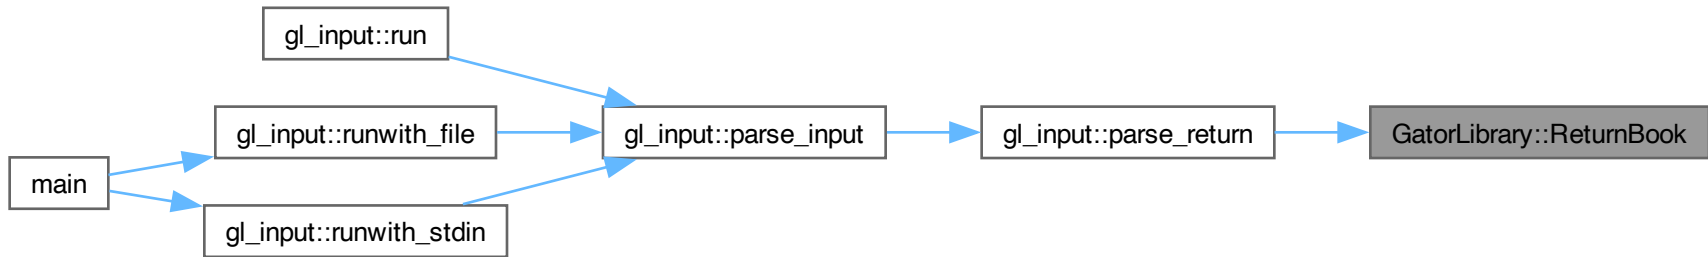 gl_input::run
gl_input::runwith_file
gl_input::parse_input
gl_input::parse_return
GatorLibrary::ReturnBook
main
gl_input::runwith_stdin